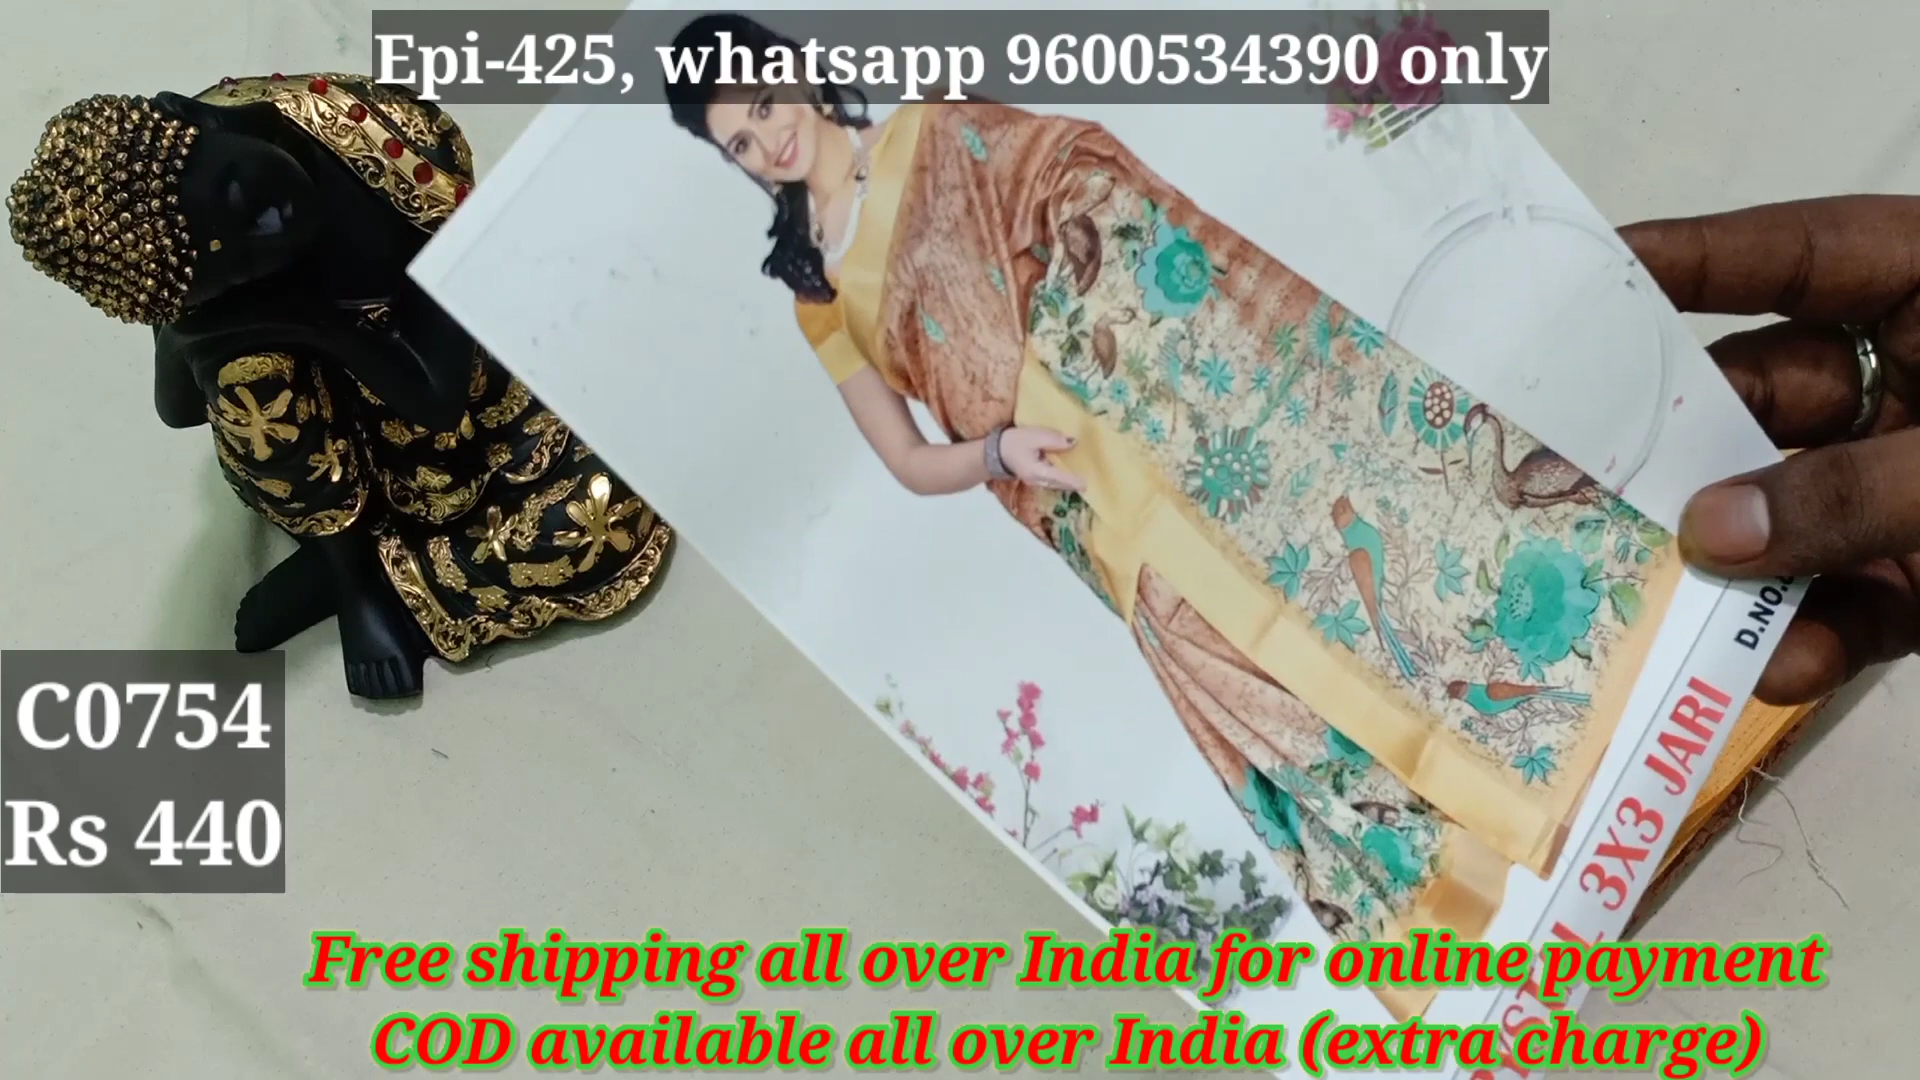 Epi-425, whatsapp 9600534390 only
C0754
Rs 440
D.NO.
3X3 JARI
Free shipping all over India for online payment
COD available all over India (extra charge)